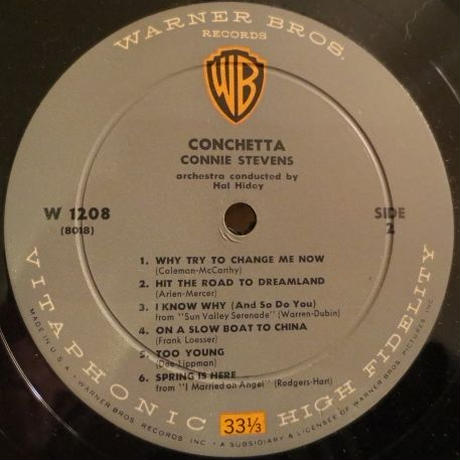 WARNER BROS.
RECORDS
WB
CONCHETTA
CONNIE STEVENS
orchestra conducted by
Hal Hidey
W 1208
(8018)
SIDE
2
1. WHY TRY TO CHANGE ME NOW
(Coleman-McCarthy)
2. HIT THE ROAD TO DREAMLAND
(Arlen-Mercer)
3. I KNOW WHY (And So Do You)
from "Sun Valley Serenade" (Warren-Dubin)
4. ON A SLOW BOAT TO CHINA
(Frank Loesser)
5. TOO YOUNG
(Dee-Lippman)
6. SPRING IS HERE
from "I Married an Angel" (Rodgers-Hart)
VITAPHONIC HIGH FIDELITY
33⅓
MADE IN U.S.A. • WARNER BROS. RECORDS INC. • A SUBSIDIARY & LICENSEE OF WARNER BROS. PICTURES INC.